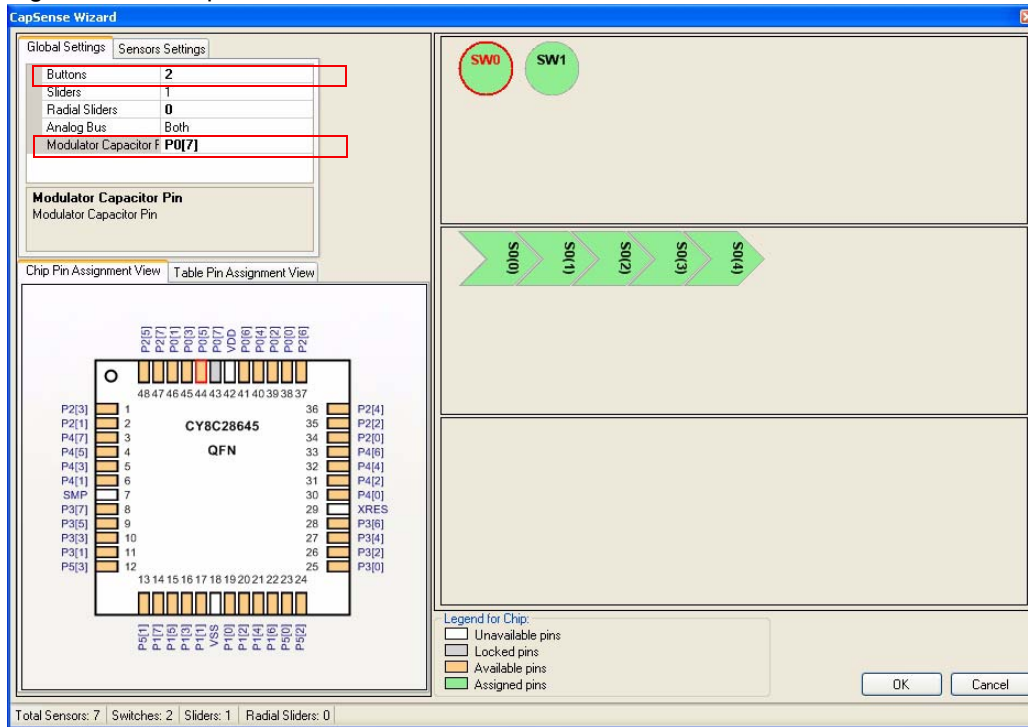 CapSense Wizard
Global Settings Sensors Settings
Buttons 2
Sliders 1
Radial Sliders 0
Analog Bus Both
Modulator Capacitor P P0[7]
Modulator Capacitor Pin
Modulator Capacitor Pin
Chip Pin Assignment View Table Pin Assignment View
P2[5] P2[7] P0[1] P0[3] P0[5] P0[7] VDD P0[6] P0[4] P0[2] P0[0] P2[6]
48 47 46 45 44 43 42 41 40 39 38 37
P2[3] 1 36 P2[4]
P2[1] 2 CY8C28645 35 P2[2]
P4[7] 3 34 P2[0]
P4[5] 4 QFN 33 P4[6]
P4[3] 5 32 P4[4]
P4[1] 6 31 P4[2]
SMP 7 30 P4[0]
P3[7] 8 29 XRES
P3[5] 9 28 P3[6]
P3[3] 10 27 P3[4]
P3[1] 11 26 P3[2]
P5[3] 12 25 P3[0]
13 14 15 16 17 18 19 20 21 22 23 24
P5[1] P1[7] P1[5] P1[3] P1[1] VSS P1[0] P1[2] P1[4] P1[6] P5[0] P5[2]
SW0 SW1
S0(0) S0(1) S0(2) S0(3) S0(4)
Legend for Chip:
Unavailable pins
Locked pins
Available pins
Assigned pins
OK Cancel
Total Sensors: 7 Switches: 2 Sliders: 1 Radial Sliders: 0